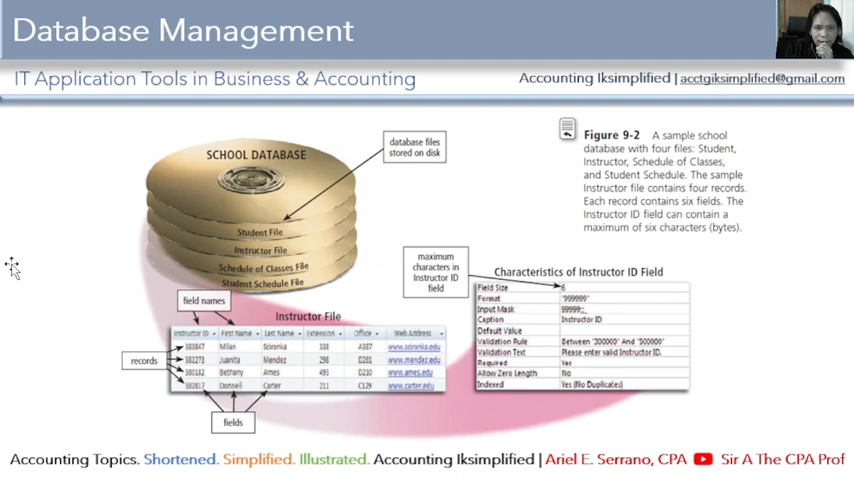 Database Management
IT Application Tools in Business & Accounting
Accounting Iksimplified | acctgiksimplified@gmail.com
SCHOOL DATABASE
database files
stored on disk
Student File
Instructor File
Schedule of Classes File
Student Schedule File
Figure 9-2 A sample school
database with four files: Student,
Instructor, Schedule of Classes,
and Student Schedule. The sample
Instructor file contains four records.
Each record contains six fields. The
Instructor ID field can contain a
maximum of six characters (bytes).
field names
Instructor File
Instructor ID First Name Last Name Extension Office Web Address
383847 Milan Sciranka 338 A387 www.sciranka.edu
382273 Juanita Mendez 298 D281 www.mendez.edu
Bethany Ames 493 D210 www.ames.edu
382817 Donnell Carter 211 C129 www.carter.edu
records
fields
maximum
characters in
Instructor ID
field
Characteristics of Instructor ID Field
Field Size 6
Format "999999"
Input Mask
Caption Instructor ID
Default Value
Validation Rule Between "300000" And "500000"
Validation Text Please enter valid Instructor ID.
Required Yes
Allow Zero Length No
Indexed Yes (No Duplicates)
Accounting Topics. Shortened. Simplified. Illustrated. Accounting Iksimplified | Ariel E. Serrano, CPA Sir A The CPA Prof